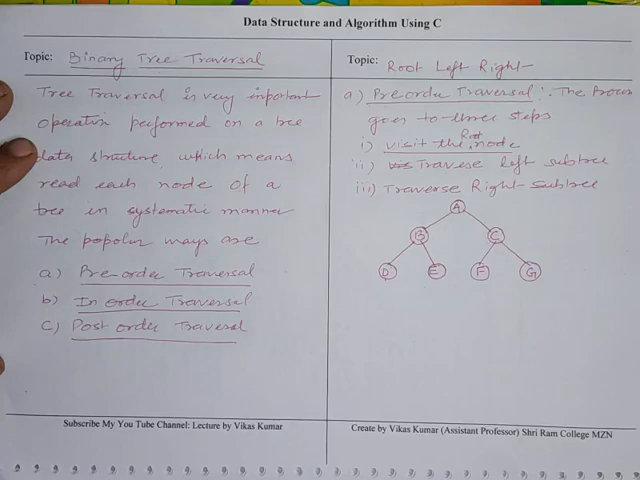 Data Structure and Algorithm Using C
Topic: Binary Tree Traversal
Tree Traversal is very important
operation performed on a tree
data structure, which means
read each node of a
tree in systematic manner
The popular ways are
a) Pre-order Traversal
b) In order Traversal
c) Post order Traversal
Subscribe My You Tube Channel: Lecture by Vikas Kumar
Topic: Root Left Right
a) Pre order Traversal: The Process
goes to three steps
i) visit the Root node
ii) Travese left subtree
iii) Traverse Right subtree
A
B C
D E F G
Create by Vikas Kumar (Assistant Professor) Shri Ram College MZN